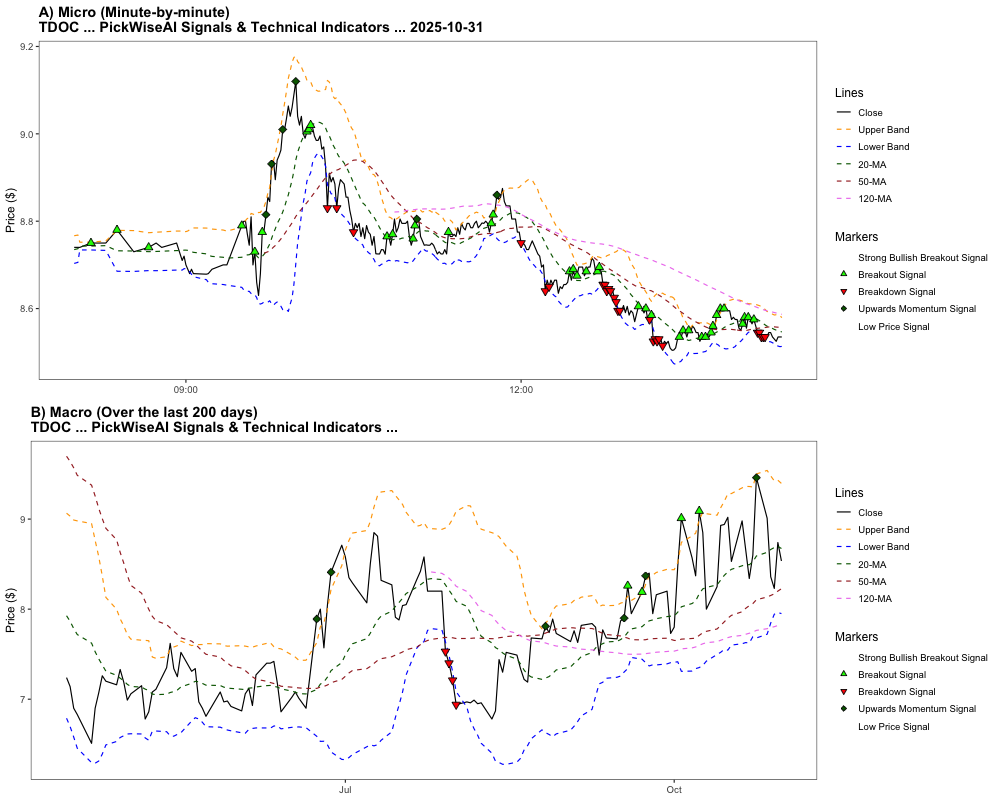 A) Micro (Minute-by-minute)
TDOC ... PickWiseAI Signals & Technical Indicators ... 2025-10-31
Price ($)
9.2
9.0
8.8
8.6
09:00
12:00
Lines
Close
Upper Band
Lower Band
20-MA
50-MA
120-MA
Markers
Strong Bullish Breakout Signal
Breakout Signal
Breakdown Signal
Upwards Momentum Signal
Low Price Signal
B) Macro (Over the last 200 days)
TDOC ... PickWiseAI Signals & Technical Indicators ...
Price ($)
9
8
7
Jul
Oct
Lines
Close
Upper Band
Lower Band
20-MA
50-MA
120-MA
Markers
Strong Bullish Breakout Signal
Breakout Signal
Breakdown Signal
Upwards Momentum Signal
Low Price Signal